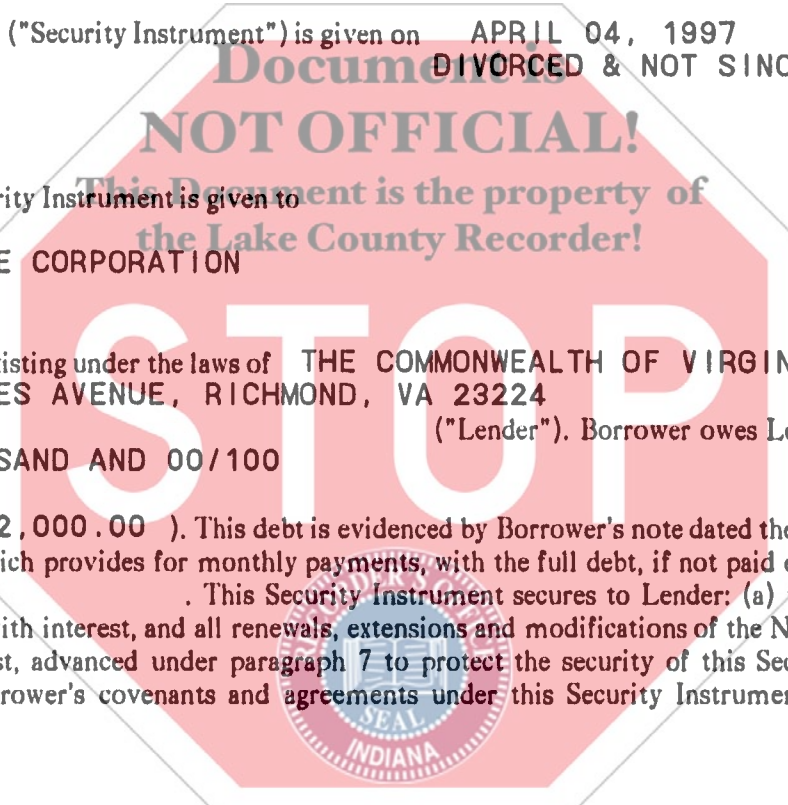 ("Security Instrument") is given on APRIL 04, 1997
Document is
DIVORCED & NOT SINC
NOT OFFICIAL!
rity Instrument is given to
This Document is the property of
the Lake County Recorder!
E CORPORATION
STOP
isting under the laws of THE COMMONWEALTH OF VIRGIN
ES AVENUE, RICHMOND, VA 23224
("Lender"). Borrower owes Le
SAND AND 00/100
2,000.00 ). This debt is evidenced by Borrower's note dated the
ich provides for monthly payments, with the full debt, if not paid e
. This Security Instrument secures to Lender: (a)
ith interest, and all renewals, extensions and modifications of the N
st, advanced under paragraph 7 to protect the security of this Sec
rower's covenants and agreements under this Security Instrumen
RECORDER'S OFFICE
SEAL
INDIANA